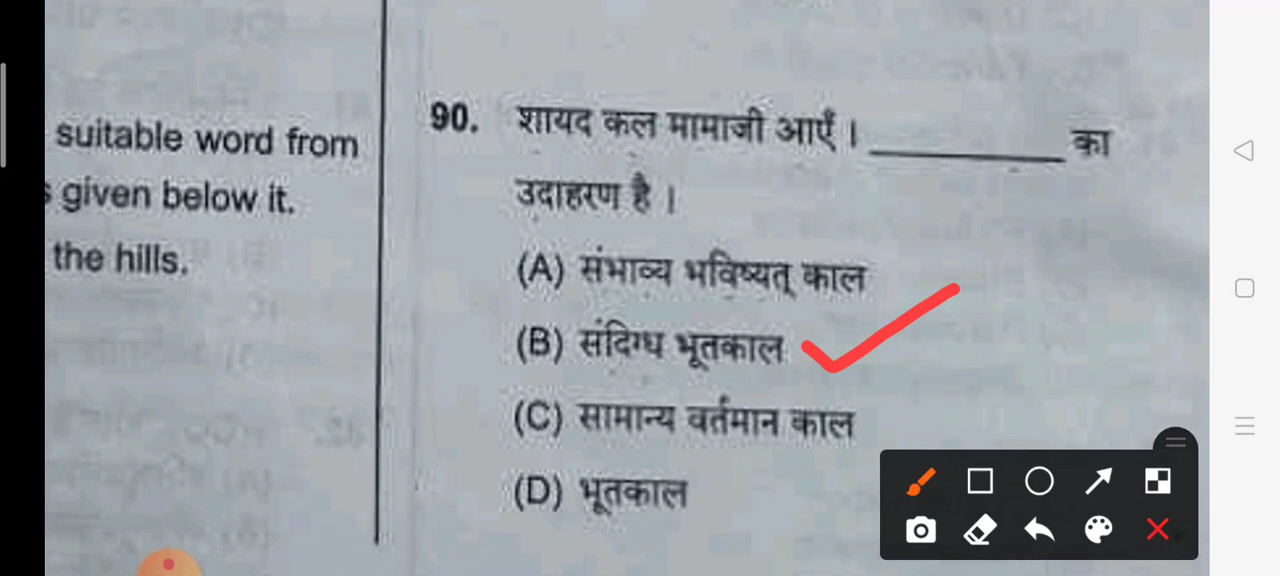 suitable word from
given below it.
the hills.
90. शायद कल मामाजी आएँ । __________ का
उदाहरण है ।
(A) संभाव्य भविष्यत् काल
(B) संदिग्ध भूतकाल
(C) सामान्य वर्तमान काल
(D) भूतकाल